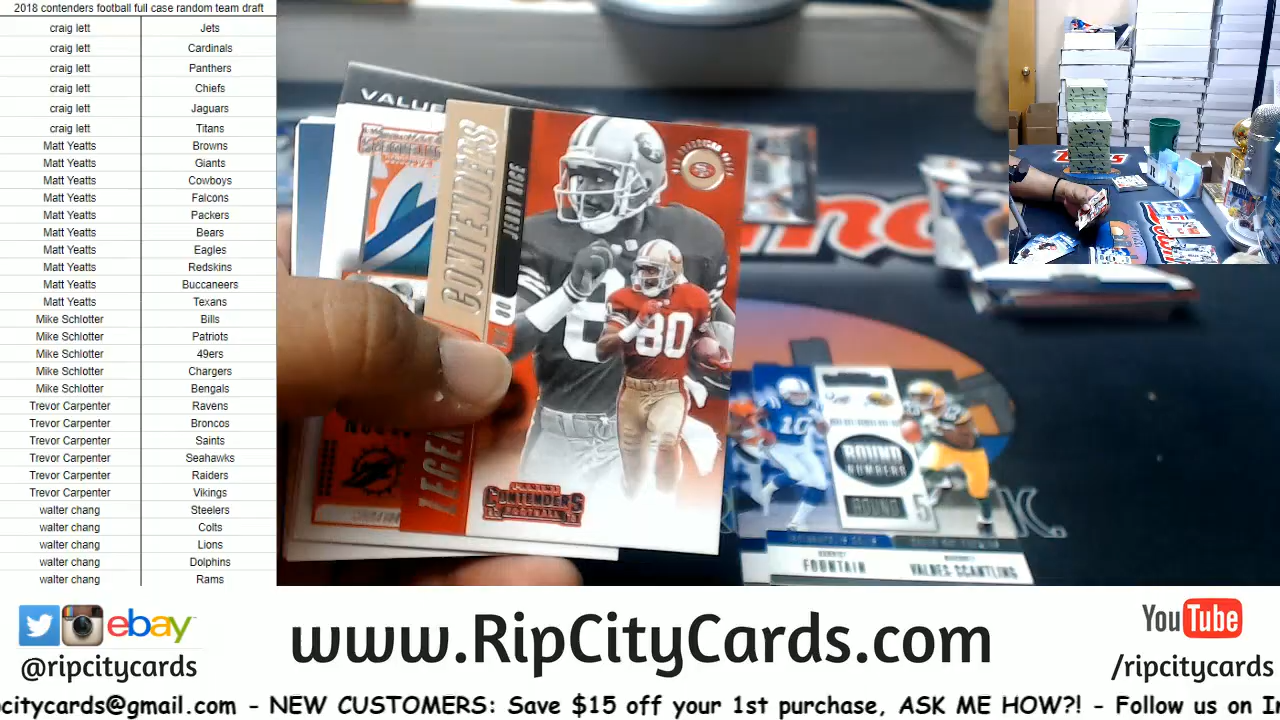 2018 contenders football full case random team draft
craig lett Jets
craig lett Cardinals
craig lett Panthers
craig lett Chiefs
craig lett Jaguars
craig lett Titans
Matt Yeatts Browns
Matt Yeatts Giants
Matt Yeatts Cowboys
Matt Yeatts Falcons
Matt Yeatts Packers
Matt Yeatts Bears
Matt Yeatts Eagles
Matt Yeatts Redskins
Matt Yeatts Buccaneers
Matt Yeatts Texans
Mike Schlotter Bills
Mike Schlotter Patriots
Mike Schlotter 49ers
Mike Schlotter Chargers
Mike Schlotter Bengals
Trevor Carpenter Ravens
Trevor Carpenter Broncos
Trevor Carpenter Saints
Trevor Carpenter Seahawks
Trevor Carpenter Raiders
Trevor Carpenter Vikings
walter chang Steelers
walter chang Colts
walter chang Lions
walter chang Dolphins
walter chang Rams
VALUE
CONTENDERS
JERRY RICE
80
80
LEGEN
PANINI
CONTENDERS
FOOTBALL
10
ROUND
NUMBERS
ROUND 5
FOUNTAIN
VALDES-SCANTLING
ebay
@ripcitycards
www.RipCityCards.com
YouTube
/ripcitycards
citycards@gmail.com - NEW CUSTOMERS: Save $15 off your 1st purchase, ASK ME HOW?! - Follow us on